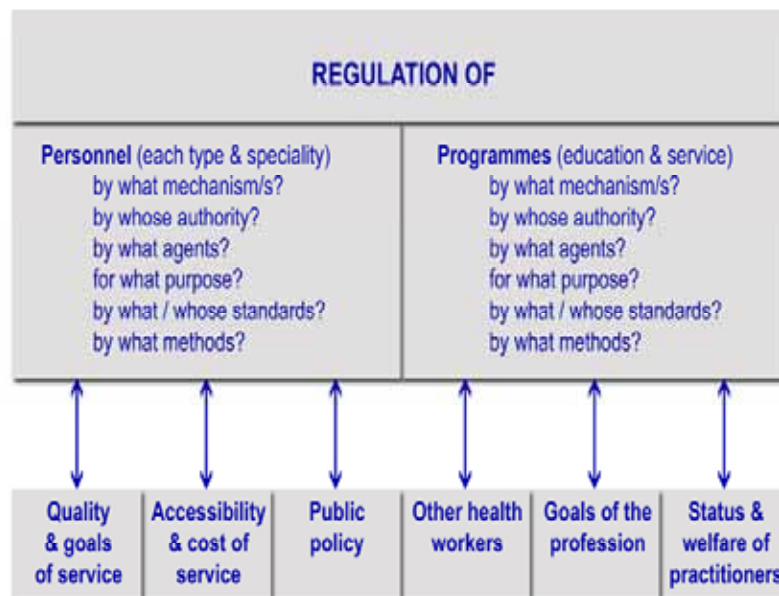 REGULATION OF
Personnel (each type & speciality)
by what mechanism/s?
by whose authority?
by what agents?
for what purpose?
by what / whose standards?
by what methods?
Programmes (education & service)
by what mechanism/s?
by whose authority?
by what agents?
for what purpose?
by what / whose standards?
by what methods?
Quality
& goals
of service
Accessibility
& cost of
service
Public
policy
Other health
workers
Goals of the
profession
Status &
welfare of
practitioners